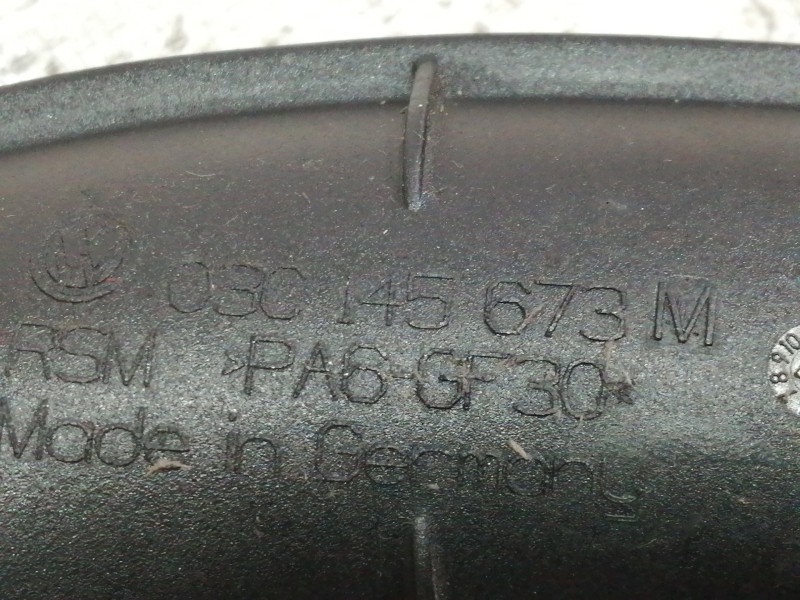 03C 145 673 M
RSM >PA6-GF30<
Made in Germany